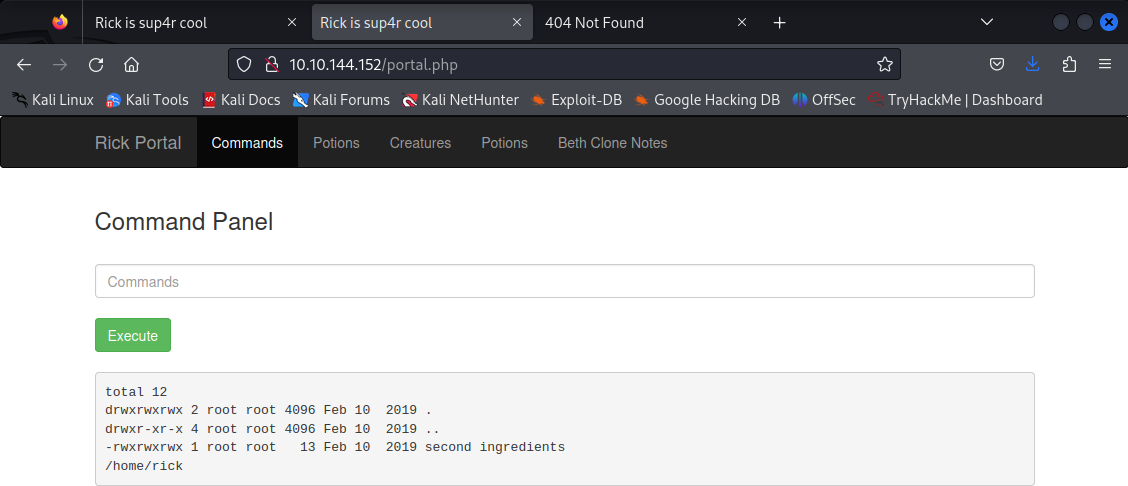 Rick is sup4r cool
Rick is sup4r cool
404 Not Found
10.10.144.152/portal.php
Kali Linux Kali Tools Kali Docs Kali Forums Kali NetHunter Exploit-DB Google Hacking DB OffSec TryHackMe | Dashboard
Rick Portal Commands Potions Creatures Potions Beth Clone Notes
Command Panel
Commands
Execute
total 12
drwxrwxrwx 2 root root 4096 Feb 10  2019 .
drwxr-xr-x 4 root root 4096 Feb 10  2019 ..
-rwxrwxrwx 1 root root   13 Feb 10  2019 second ingredients
/home/rick